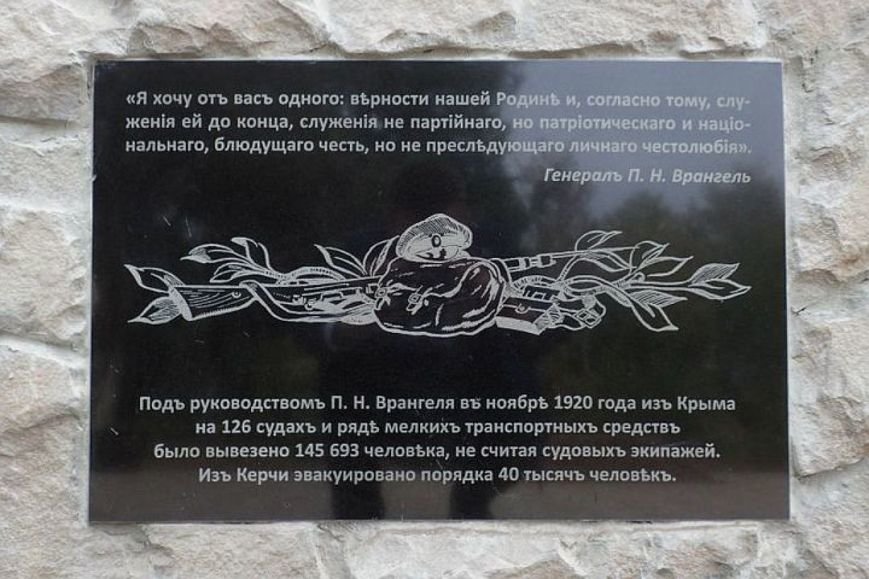 «Я хочу отъ васъ одного: вѣрности нашей Родинѣ и, согласно тому, слу-
женія ей до конца, служенія не партійнаго, но патріотическаго и націо-
нальнаго, блюдущаго честь, но не преслѣдующаго личнаго честолюбія».
Генералъ П. Н. Врангель
Подъ руководствомъ П. Н. Врангеля въ ноябрѣ 1920 года изъ Крыма
на 126 судахъ и рядѣ мелкихъ транспортныхъ средствъ
было вывезено 145 693 человѣка, не считая судовыхъ экипажей.
Изъ Керчи эвакуировано порядка 40 тысячъ человѣкъ.